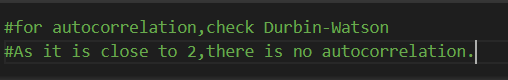 #for autocorrelation,check Durbin-Watson
#As it is close to 2,there is no autocorrelation.